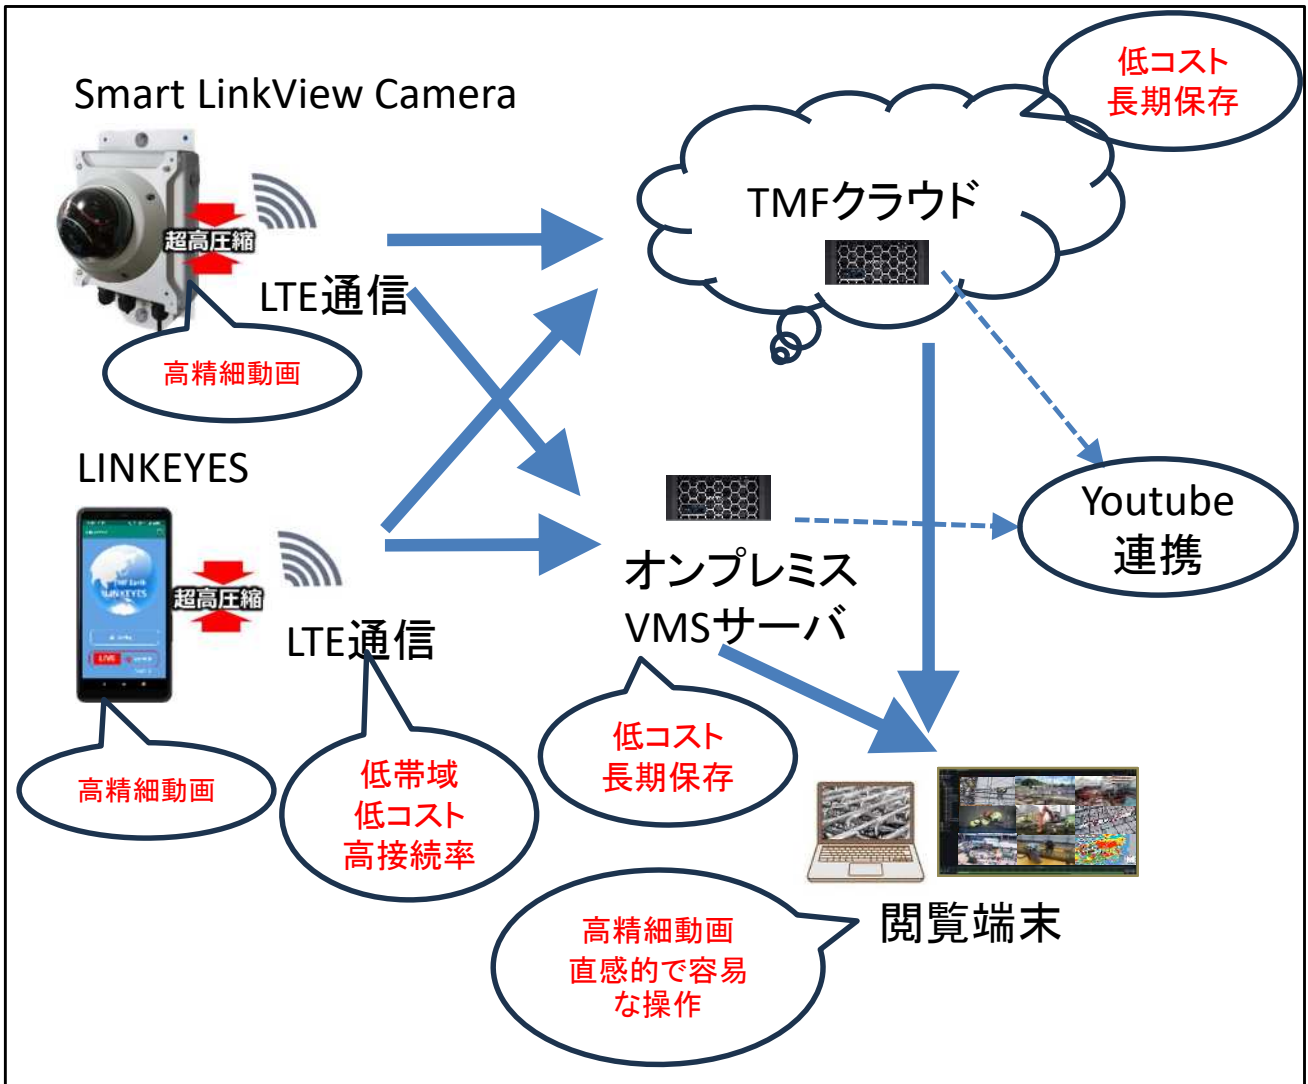 低コスト
長期保存
Smart LinkView Camera
TMFクラウド
超高圧縮
LTE通信
高精細動画
LINKEYES
Youtube
連携
オンプレミス
VMSサーバ
LINKEYES
超高圧縮
LTE通信
LIVE
低コスト
長期保存
高精細動画
低帯域
低コスト
高接続率
閲覧端末
高精細動画
直感的で容易
な操作